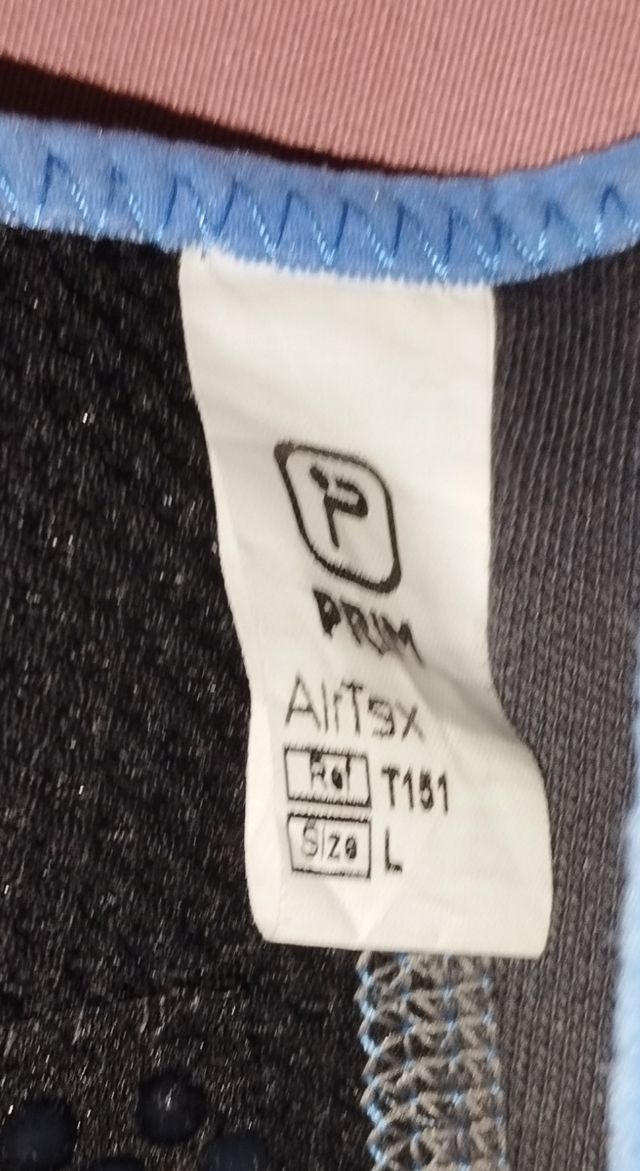 PRIM
AirTex
Ref T151
Size L